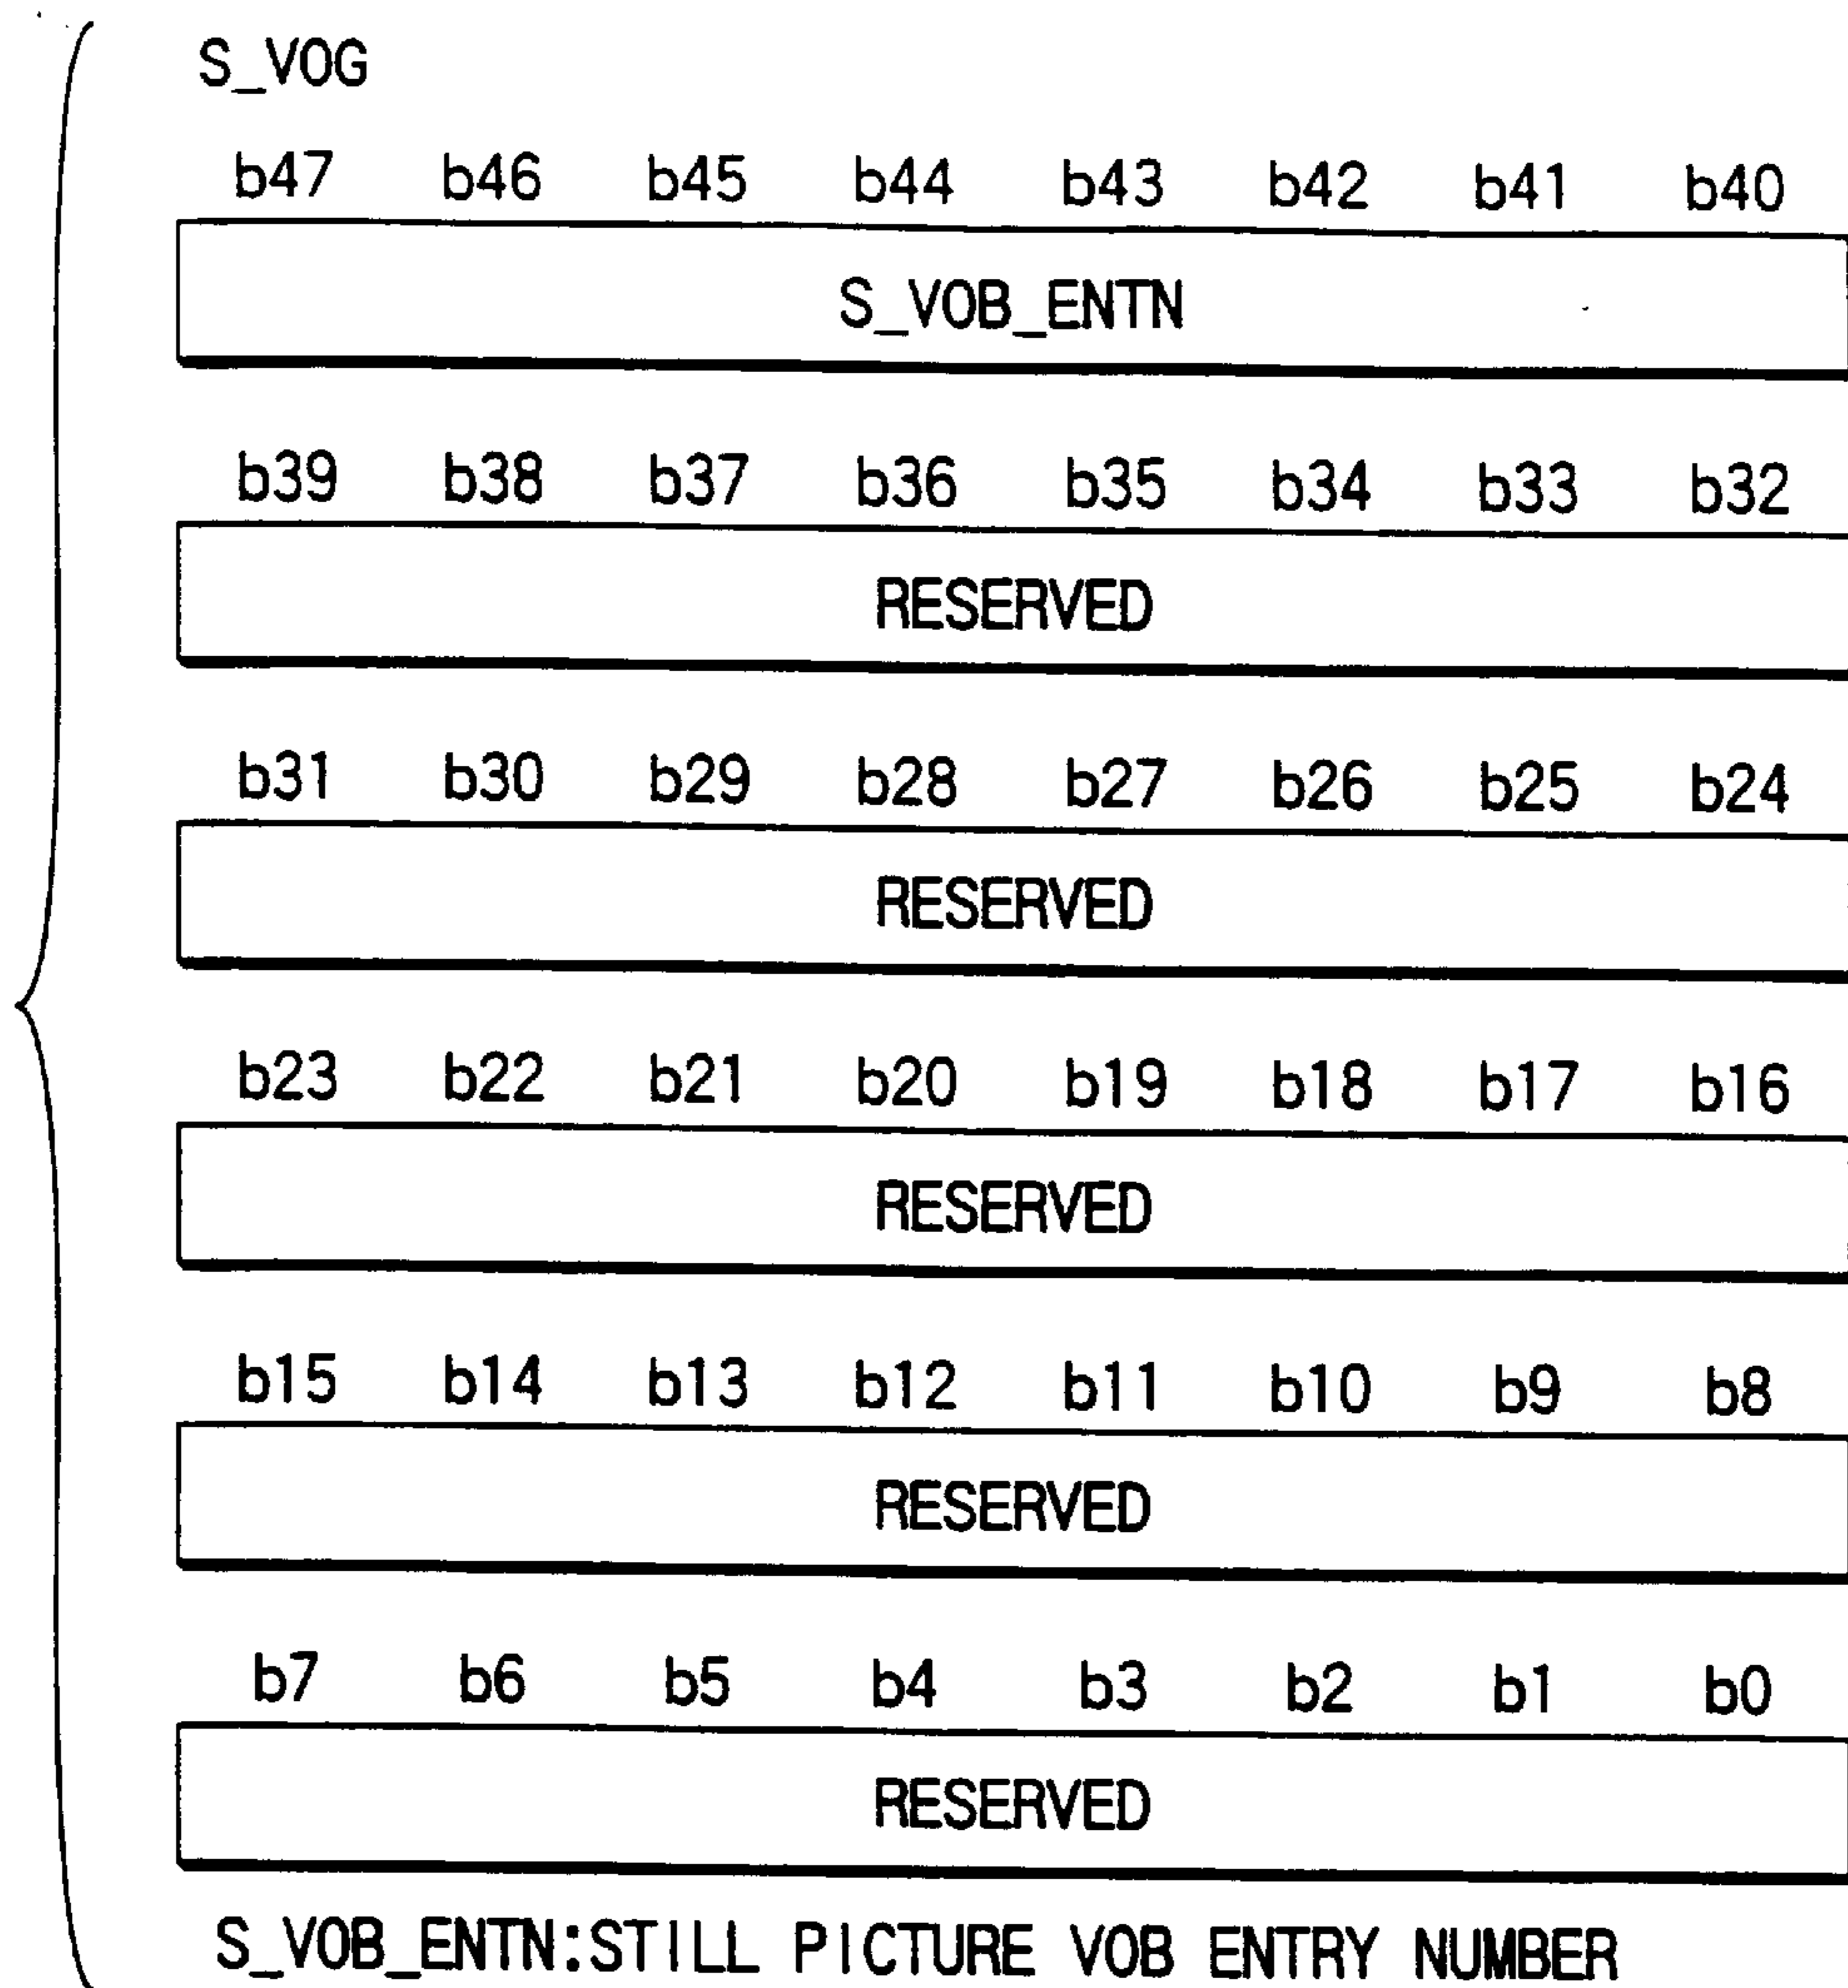 S_VOG
b47 b46 b45 b44 b43 b42 b41 b40
S_VOB_ENTN
b39 b38 b37 b36 b35 b34 b33 b32
RESERVED
b31 b30 b29 b28 b27 b26 b25 b24
RESERVED
b23 b22 b21 b20 b19 b18 b17 b16
RESERVED
b15 b14 b13 b12 b11 b10 b9 b8
RESERVED
b7 b6 b5 b4 b3 b2 b1 b0
RESERVED
S_VOB_ENTN:STILL PICTURE VOB ENTRY NUMBER